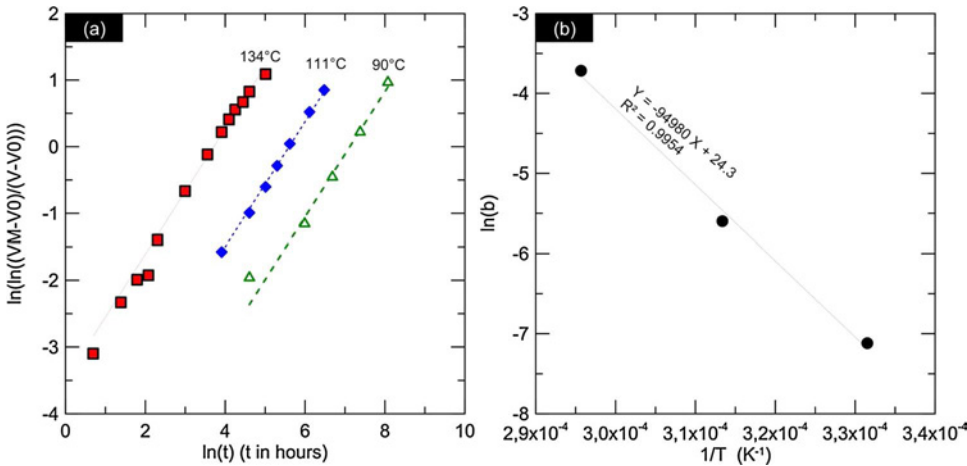 (a)
134°C
111°C
90°C
2
1
0
-1
-2
-3
-4
ln(ln((VM-V0)/(V-V0)))
0
2
4
6
8
10
ln(t) (t in hours)
(b)
-3
-4
-5
-6
-7
-8
ln(b)
Y = -94980 X + 24.3
R² = 0.9954
2,9x10⁻⁴
3,0x10⁻⁴
3,1x10⁻⁴
3,2x10⁻⁴
3,3x10⁻⁴
3,4x10⁻⁴
1/T (K⁻¹)